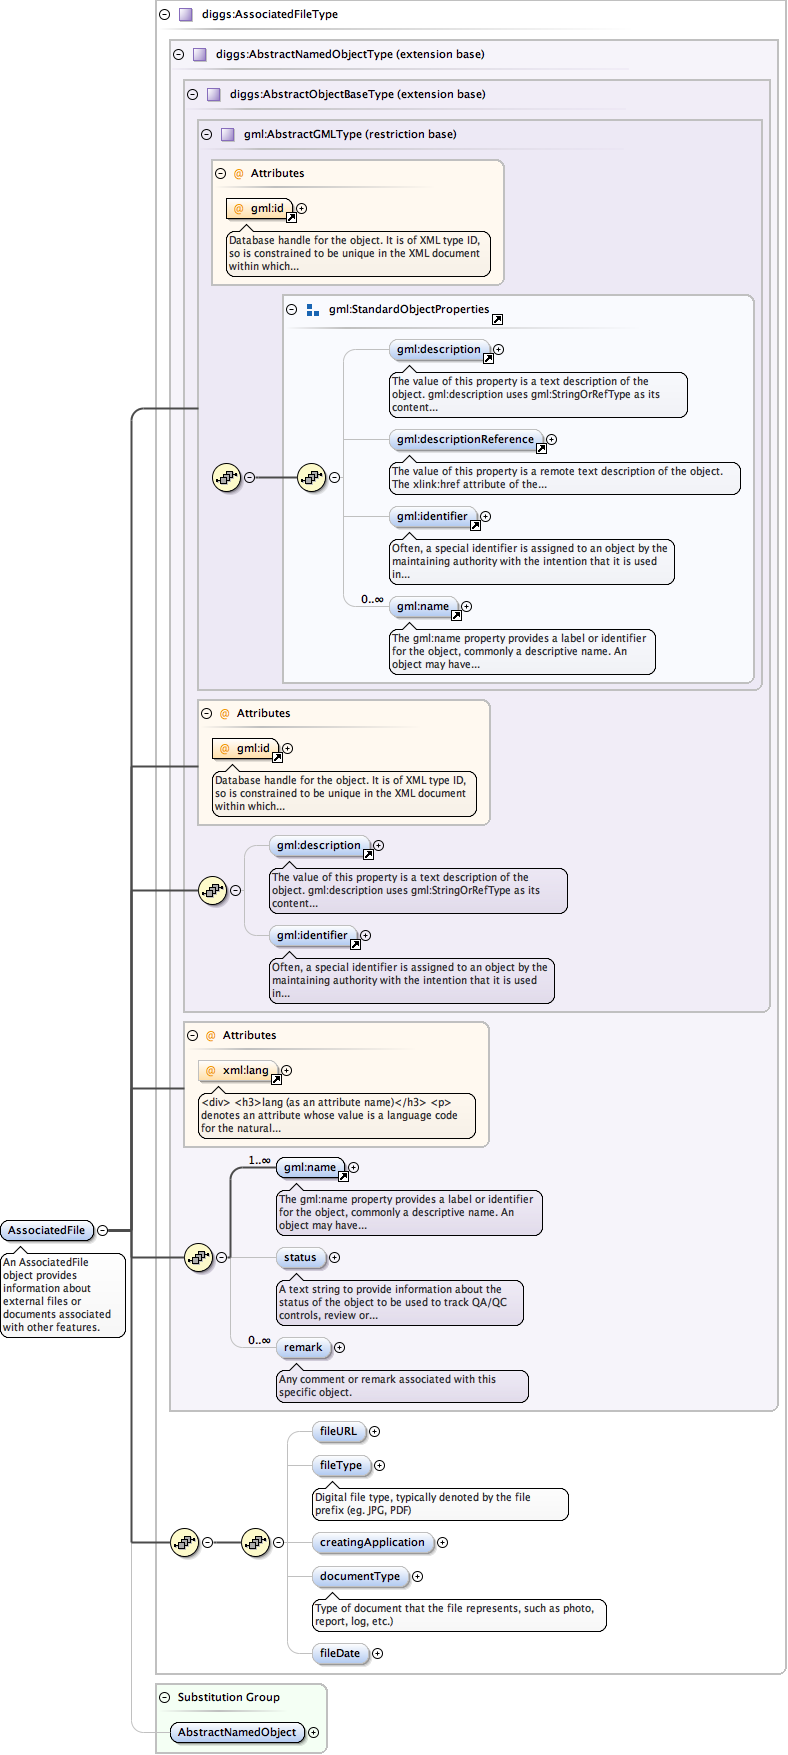 diggs:AssociatedFileType
diggs:AbstractNamedObjectType (extension base)
diggs:AbstractObjectBaseType (extension base)
gml:AbstractGMLType (restriction base)
@ Attributes
@ gml:id
Database handle for the object. It is of XML type ID,
so is constrained to be unique in the XML document
within which...
gml:StandardObjectProperties
gml:description
The value of this property is a text description of the
object. gml:description uses gml:StringOrRefType as its
content...
gml:descriptionReference
The value of this property is a remote text description of the object.
The xlink:href attribute of the...
gml:identifier
Often, a special identifier is assigned to an object by the
maintaining authority with the intention that it is used
in...
0..∞
gml:name
The gml:name property provides a label or identifier
for the object, commonly a descriptive name. An
object may have...
@ Attributes
@ gml:id
Database handle for the object. It is of XML type ID,
so is constrained to be unique in the XML document
within which...
gml:description
The value of this property is a text description of the
object. gml:description uses gml:StringOrRefType as its
content...
gml:identifier
Often, a special identifier is assigned to an object by the
maintaining authority with the intention that it is used
in...
@ Attributes
@ xml:lang
<div> <h3>lang (as an attribute name)</h3> <p>
denotes an attribute whose value is a language code
for the natural...
1..∞
gml:name
The gml:name property provides a label or identifier
for the object, commonly a descriptive name. An
object may have...
AssociatedFile
An AssociatedFile
object provides
information about
external files or
documents associated
with other features.
status
A text string to provide information about the
status of the object to be used to track QA/QC
controls, review or...
0..∞
remark
Any comment or remark associated with this
specific object.
fileURL
fileType
Digital file type, typically denoted by the file
prefix (eg. JPG, PDF)
creatingApplication
documentType
Type of document that the file represents, such as photo,
report, log, etc.)
fileDate
Substitution Group
AbstractNamedObject